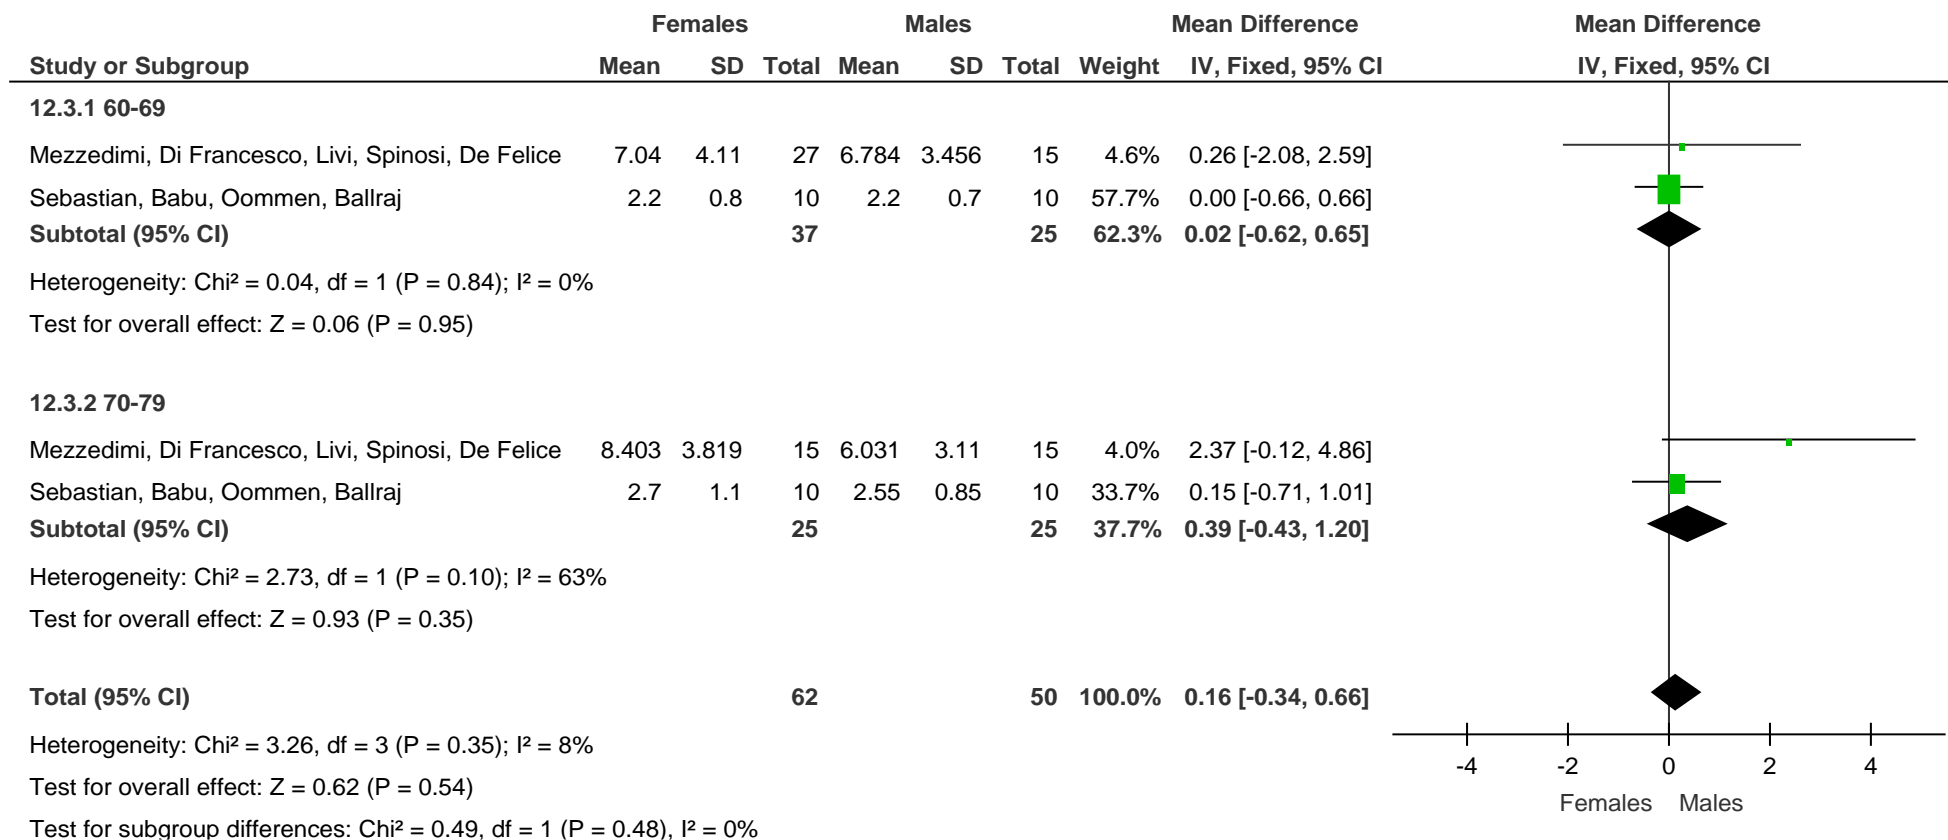 Females Males Mean Difference Mean Difference
Study or Subgroup Mean SD Total Mean SD Total Weight IV, Fixed, 95% CI IV, Fixed, 95% CI
12.3.1 60-69
Mezzedimi, Di Francesco, Livi, Spinosi, De Felice 7.04 4.11 27 6.784 3.456 15 4.6% 0.26 [-2.08, 2.59]
Sebastian, Babu, Oommen, Ballraj 2.2 0.8 10 2.2 0.7 10 57.7% 0.00 [-0.66, 0.66]
Subtotal (95% CI) 37 25 62.3% 0.02 [-0.62, 0.65]
Heterogeneity: Chi² = 0.04, df = 1 (P = 0.84); I² = 0%
Test for overall effect: Z = 0.06 (P = 0.95)
12.3.2 70-79
Mezzedimi, Di Francesco, Livi, Spinosi, De Felice 8.403 3.819 15 6.031 3.11 15 4.0% 2.37 [-0.12, 4.86]
Sebastian, Babu, Oommen, Ballraj 2.7 1.1 10 2.55 0.85 10 33.7% 0.15 [-0.71, 1.01]
Subtotal (95% CI) 25 25 37.7% 0.39 [-0.43, 1.20]
Heterogeneity: Chi² = 2.73, df = 1 (P = 0.10); I² = 63%
Test for overall effect: Z = 0.93 (P = 0.35)
Total (95% CI) 62 50 100.0% 0.16 [-0.34, 0.66]
Heterogeneity: Chi² = 3.26, df = 3 (P = 0.35); I² = 8%
Test for overall effect: Z = 0.62 (P = 0.54)
Test for subgroup differences: Chi² = 0.49, df = 1 (P = 0.48), I² = 0%
-4 -2 0 2 4
Females Males